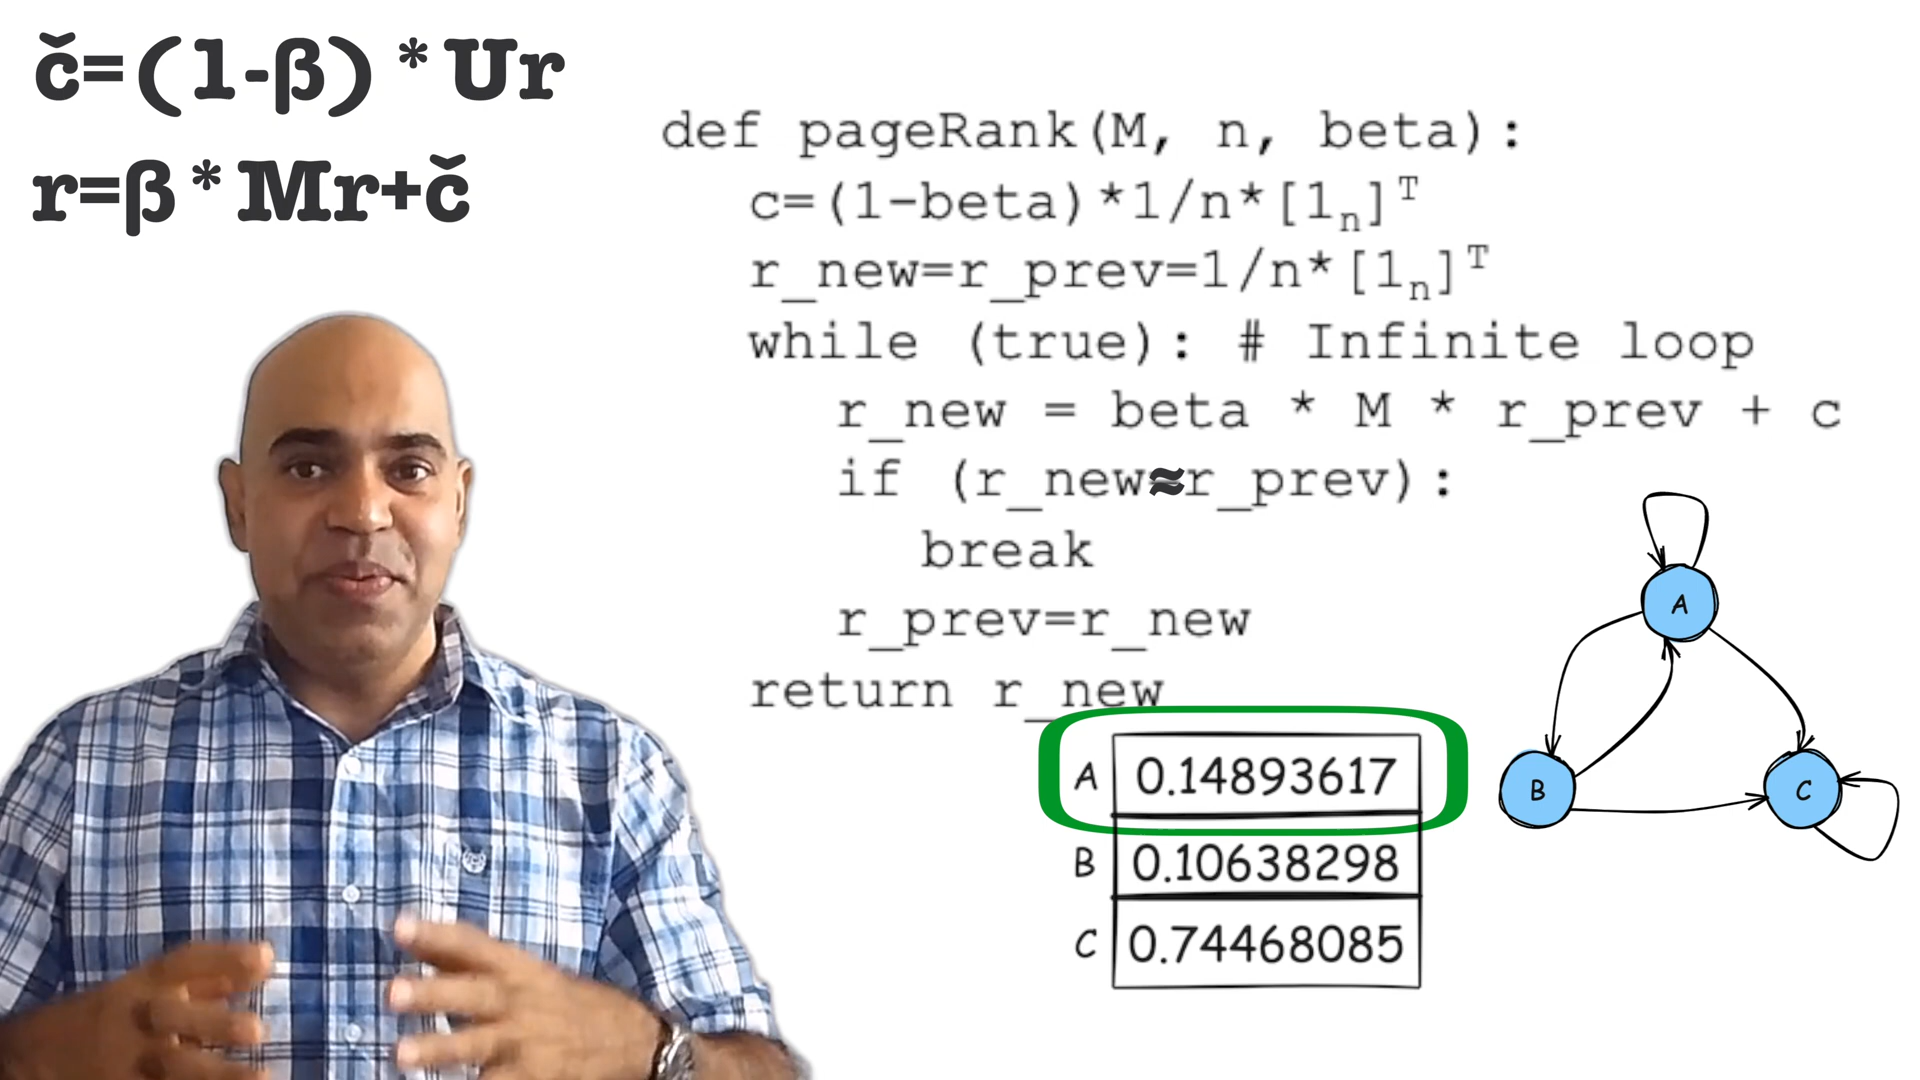 č=(1-β)*Ur
r=β*Mr+č
def pageRank(M, n, beta):
c=(1-beta)*1/n*[1ₙ]ᵀ
r_new=r_prev=1/n*[1ₙ]ᵀ
while (true): # Infinite loop
r_new = beta * M * r_prev + c
if (r_new≈r_prev):
break
r_prev=r_new
return r_new
A 0.14893617
B 0.10638298
C 0.74468085
A
B
C